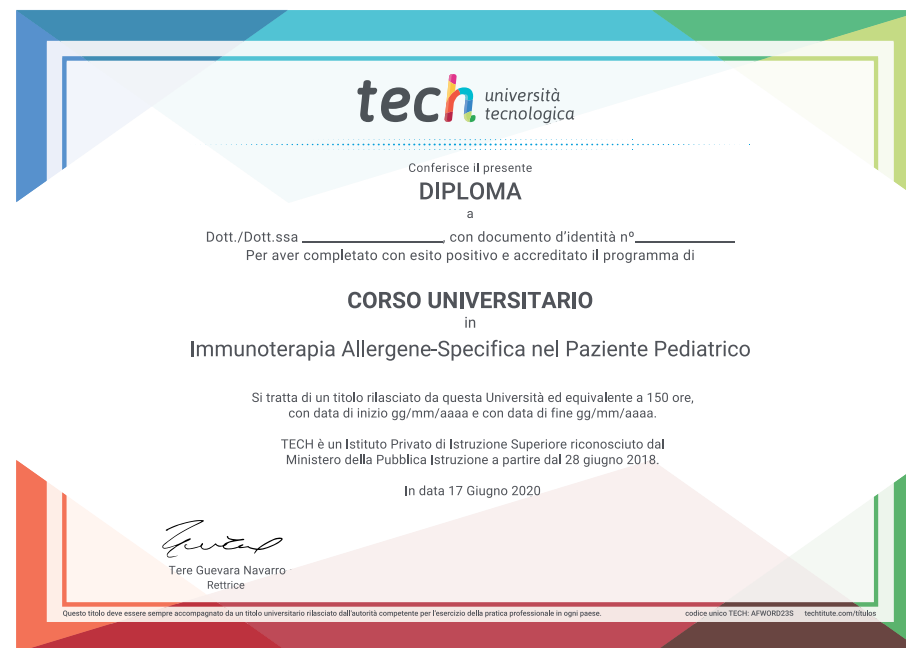 tech università
tecnologica
Conferisce il presente
DIPLOMA
a
Dott./Dott.ssa ____________________, con documento d'identità nº______________
Per aver completato con esito positivo e accreditato il programma di
CORSO UNIVERSITARIO
in
Immunoterapia Allergene-Specifica nel Paziente Pediatrico
Si tratta di un titolo rilasciato da questa Università ed equivalente a 150 ore,
con data di inizio gg/mm/aaaa e con data di fine gg/mm/aaaa.
TECH è un Istituto Privato di Istruzione Superiore riconosciuto dal
Ministero della Pubblica Istruzione a partire dal 28 giugno 2018.
In data 17 Giugno 2020
Tere Guevara Navarro
Rettrice
Questo titolo deve essere sempre accompagnato da un titolo universitario rilasciato dall'autorità competente per l'esercizio della pratica professionale in ogni paese. codice unico TECH: AFWORD23S techtitute.com/títulos